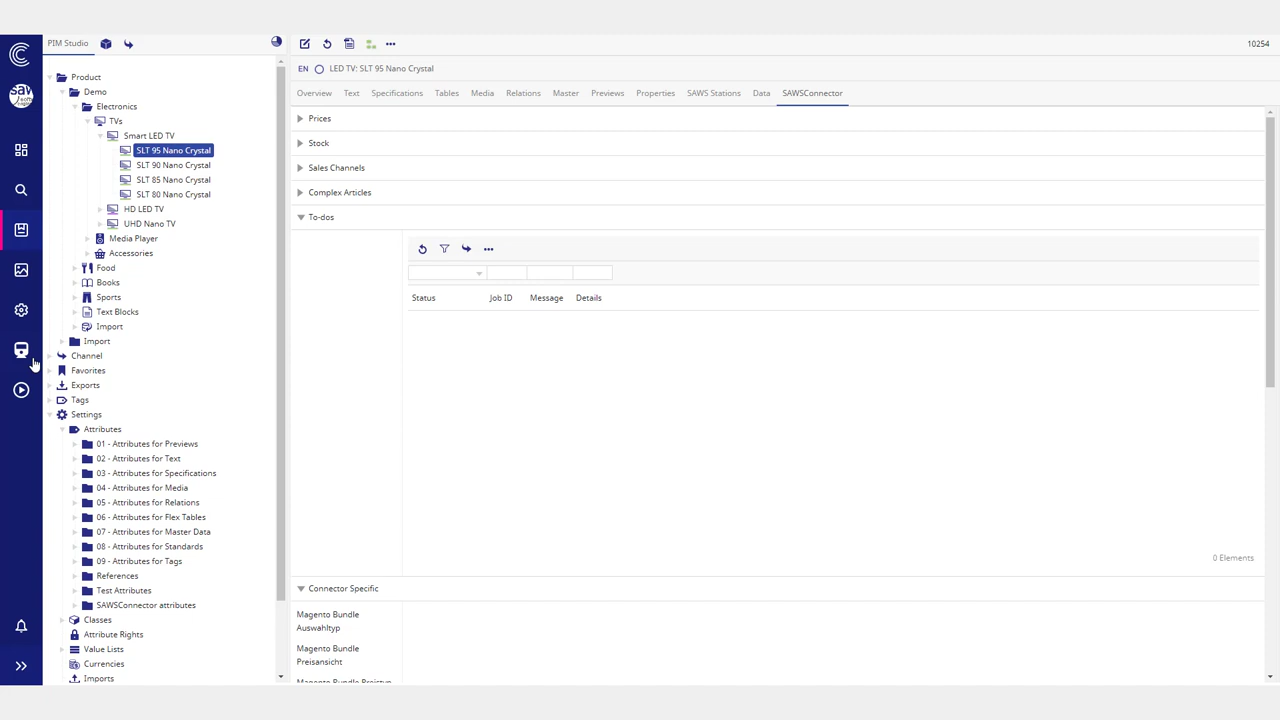 PIM Studio
Product
Demo
Electronics
TVs
Smart LED TV
SLT 95 Nano Crystal
SLT 90 Nano Crystal
SLT 85 Nano Crystal
SLT 80 Nano Crystal
HD LED TV
UHD Nano TV
Media Player
Accessories
Food
Books
Sports
Text Blocks
Import
Import
Channel
Favorites
Exports
Tags
Settings
Attributes
01 - Attributes for Previews
02 - Attributes for Text
03 - Attributes for Specifications
04 - Attributes for Media
05 - Attributes for Relations
06 - Attributes for Flex Tables
07 - Attributes for Master Data
08 - Attributes for Standards
09 - Attributes for Tags
References
Test Attributes
SAWSConnector attributes
Classes
Attribute Rights
Value Lists
Currencies
Imports
10254
EN LED TV: SLT 95 Nano Crystal
Overview Text Specifications Tables Media Relations Master Previews Properties SAWS Stations Data SAWSConnector
Prices
Stock
Sales Channels
Complex Articles
To-dos
Status Job ID Message Details
0 Elements
Connector Specific
Magento Bundle
Auswahltyp
Magento Bundle
Preisansicht
Magento Bundle Preistyp